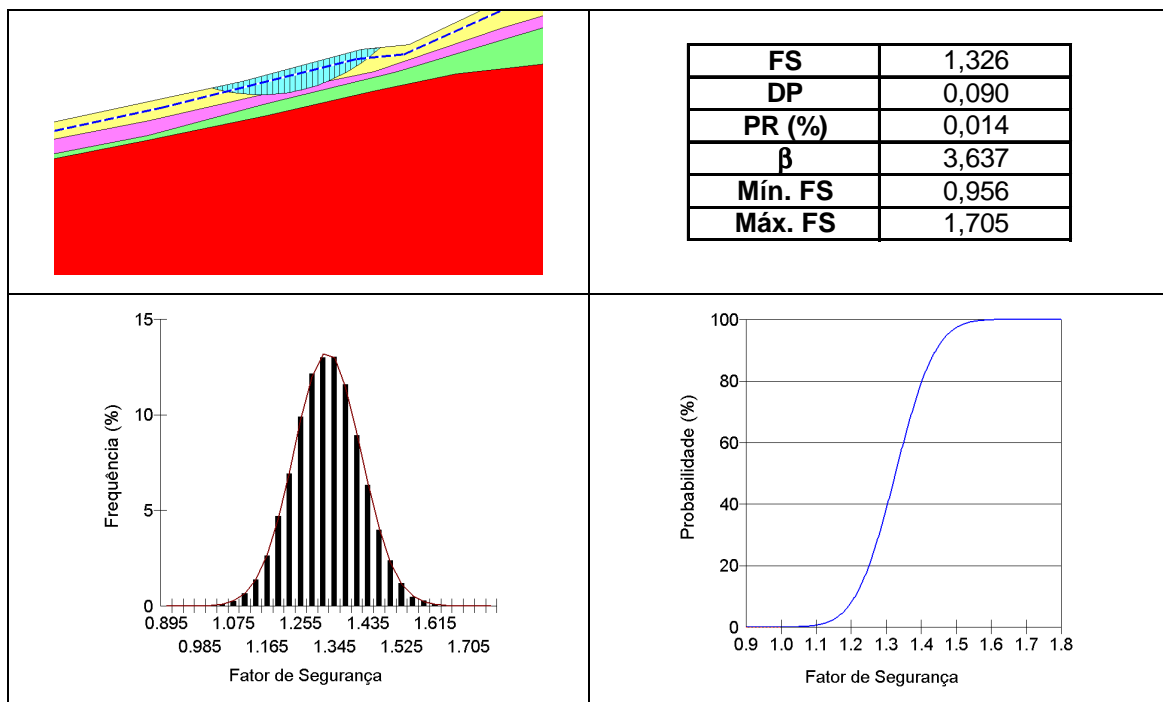 FS 1,326
DP 0,090
PR (%) 0,014
β 3,637
Mín. FS 0,956
Máx. FS 1,705
15
10
5
0
Frequência (%)
0.895 1.075 1.255 1.435 1.615
0.985 1.165 1.345 1.525 1.705
Fator de Segurança
100
80
60
40
20
0
Probabilidade (%)
0.9 1.0 1.1 1.2 1.3 1.4 1.5 1.6 1.7 1.8
Fator de Segurança